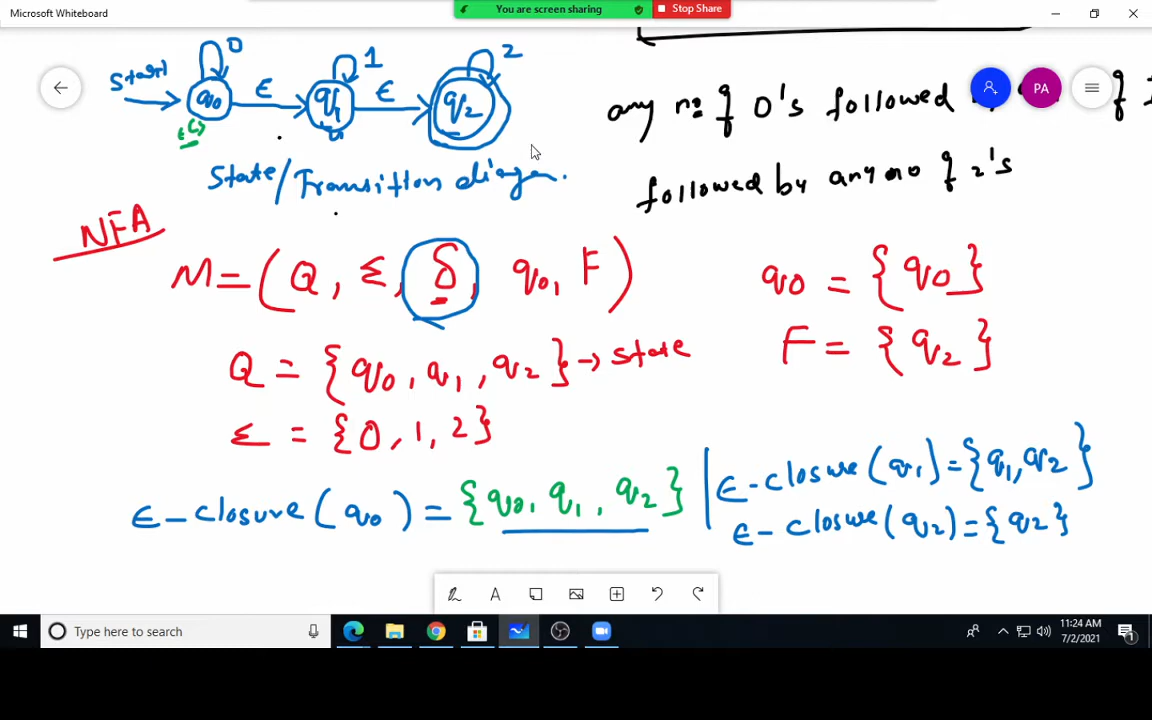 Microsoft Whiteboard
You are screen sharing
Stop Share
Start
0
1
2
q0
ε
q1
ε
q2
State/Transition diagram.
any no: of 0's followed
of 1
followed by any no of 2's
PA
NFA
M = (Q, Σ, δ, q0, F)
q0 = {q0}
Q = {q0, q1, q2} → state
F = {q2}
Σ = {0, 1, 2}
ε-closure(q0) = {q0, q1, q2}
ε-closure(q1) = {q1, q2}
ε-closure(q2) = {q2}
Type here to search
11:24 AM
7/2/2021
1